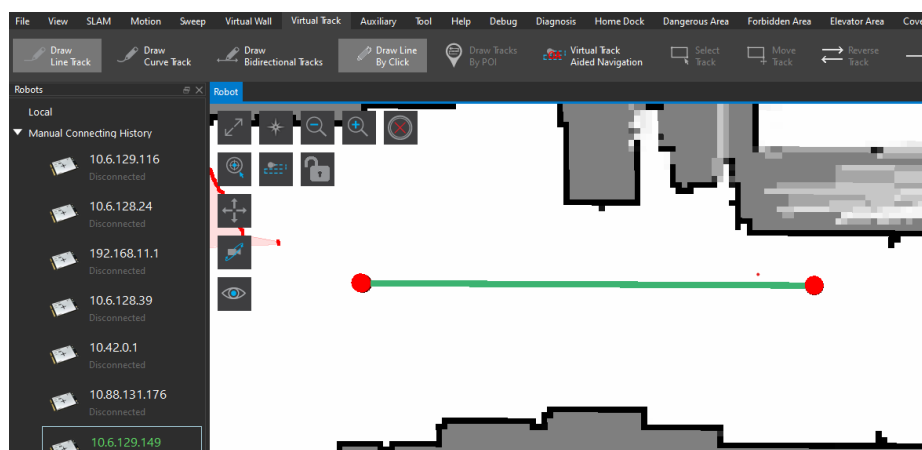 File View SLAM Motion Sweep Virtual Wall Virtual Track Auxiliary Tool Help Debug Diagnosis Home Dock Dangerous Area Forbidden Area Elevator Area
Draw Line Track
Draw Curve Track
Draw Bidirectional Tracks
Draw Line By Click
Draw Tracks By POI
Virtual Track Aided Navigation
Select Track
Move Track
Reverse Track
Robots
Robot
Local
Manual Connecting History
10.6.129.116
Disconnected
10.6.128.24
Disconnected
192.168.11.1
Disconnected
10.6.128.39
Disconnected
10.42.0.1
Disconnected
10.88.131.176
Disconnected
10.6.129.149